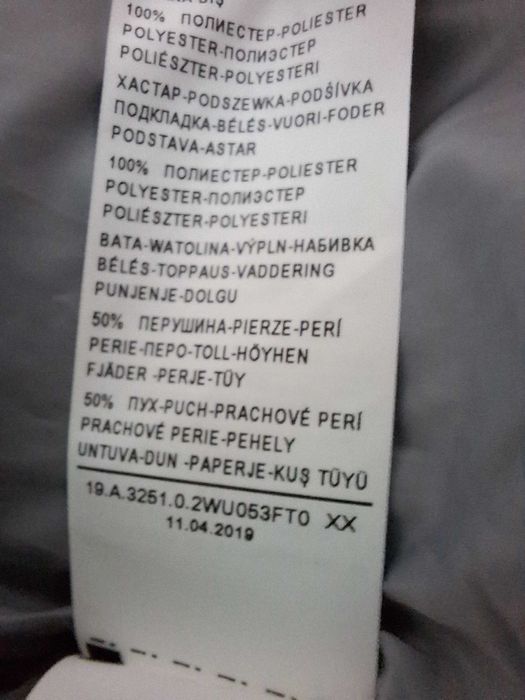 100% ПОЛИЕСТЕР-POLIESTER
POLYESTER-ПОЛИЭСТЕР
POLIÉSZTER-POLYESTERI
ХАСТАР-PODSZEWKA-PODŠÍVKA
ПОДКЛАДКА-BÉLÉS-VUORI-FODER
PODSTAVA-ASTAR
100% ПОЛИЕСТЕР-POLIESTER
POLYESTER-ПОЛИЭСТЕР
POLIÉSZTER-POLYESTERI
ВАТА-WATOLINA-VÝPLN-НАБИВКА
BÉLÉS-TOPPAUS-VADDERING
PUNJENJE-DOLGU
50% ПЕРУШИНА-PIERZE-PERÍ
PERIE-ПЕРО-TOLL-HÖYHEN
FJÄDER -PERJE-TÜY
50% ПУХ-PUCH-PRACHOVÉ PERÍ
PRACHOVÉ PERIE-PEHELY
UNTUVA-DUN -PAPERJE-KUŞ TÜYÜ
19.A.3251.0.2WU053FT0 XX
11.04.2019